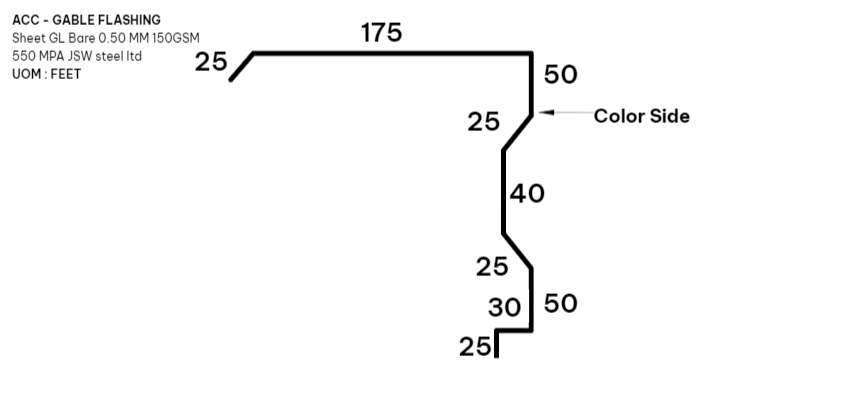 ACC - GABLE FLASHING
Sheet GL Bare 0.50 MM 150GSM
550 MPA JSW steel ltd
UOM : FEET
175
25
50
25
Color Side
40
25
30
50
25